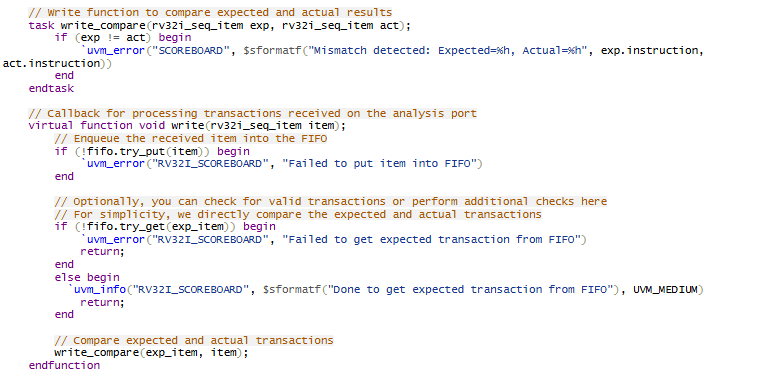 // Write function to compare expected and actual results
task write_compare(rv32i_seq_item exp, rv32i_seq_item act);
if (exp != act) begin
`uvm_error("SCOREBOARD", $sformatf("Mismatch detected: Expected=%h, Actual=%h", exp.instruction,
act.instruction))
end
endtask
// Callback for processing transactions received on the analysis port
virtual function void write(rv32i_seq_item item);
// Enqueue the received item into the FIFO
if (!fifo.try_put(item)) begin
`uvm_error("RV32I_SCOREBOARD", "Failed to put item into FIFO")
end
// Optionally, you can check for valid transactions or perform additional checks here
// For simplicity, we directly compare the expected and actual transactions
if (!fifo.try_get(exp_item)) begin
`uvm_error("RV32I_SCOREBOARD", "Failed to get expected transaction from FIFO")
return;
end
else begin
`uvm_info("RV32I_SCOREBOARD", $sformatf("Done to get expected transaction from FIFO"), UVM_MEDIUM)
return;
end
// Compare expected and actual transactions
write_compare(exp_item, item);
endfunction